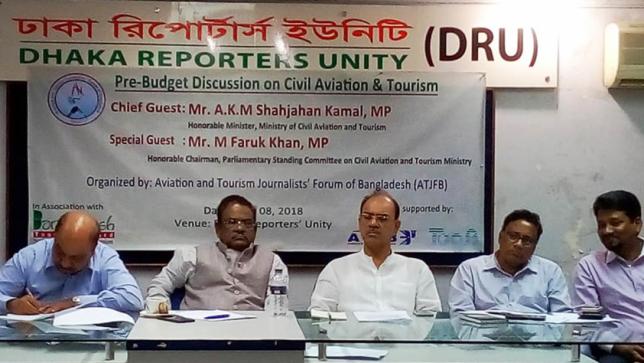 ঢাকা রিপোর্টার্স ইউনিটি (DRU)
DHAKA REPORTERS UNITY
Pre-Budget Discussion on Civil Aviation & Tourism
Chief Guest: Mr. A.K.M Shahjahan Kamal, MP
Honorable Minister, Ministry of Civil Aviation and Tourism
Special Guest : Mr. M Faruk Khan, MP
Honorable Chairman, Parliamentary Standing Committee on Civil Aviation and Tourism Ministry
Organized by: Aviation and Tourism Journalists' Forum of Bangladesh (ATJFB)
In Association with
08, 2018
supported by:
Venue: Reporters' Unity